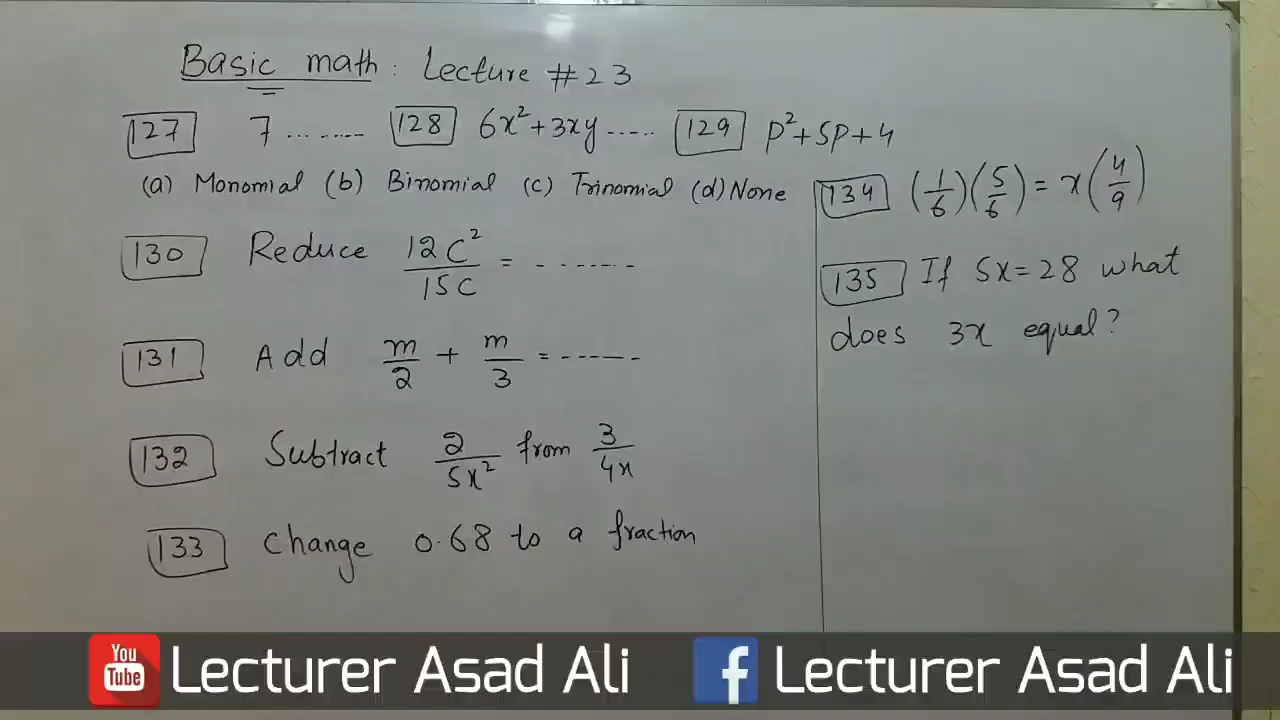 Basic math: Lecture #23
127 7 ......... 128 6x²+3xy ..... 129 p²+5p+4
(a) Monomial (b) Binomial (c) Trinomial (d) None
130 Reduce 12c²/15c = -------
131 Add m/2 + m/3 = -------
132 Subtract 2/5x² from 3/4x
133 Change 0.68 to a fraction
134 (1/6)(5/6) = x(4/9)
135 If 5x=28 what
does 3x equal?
You Tube Lecturer Asad Ali f Lecturer Asad Ali